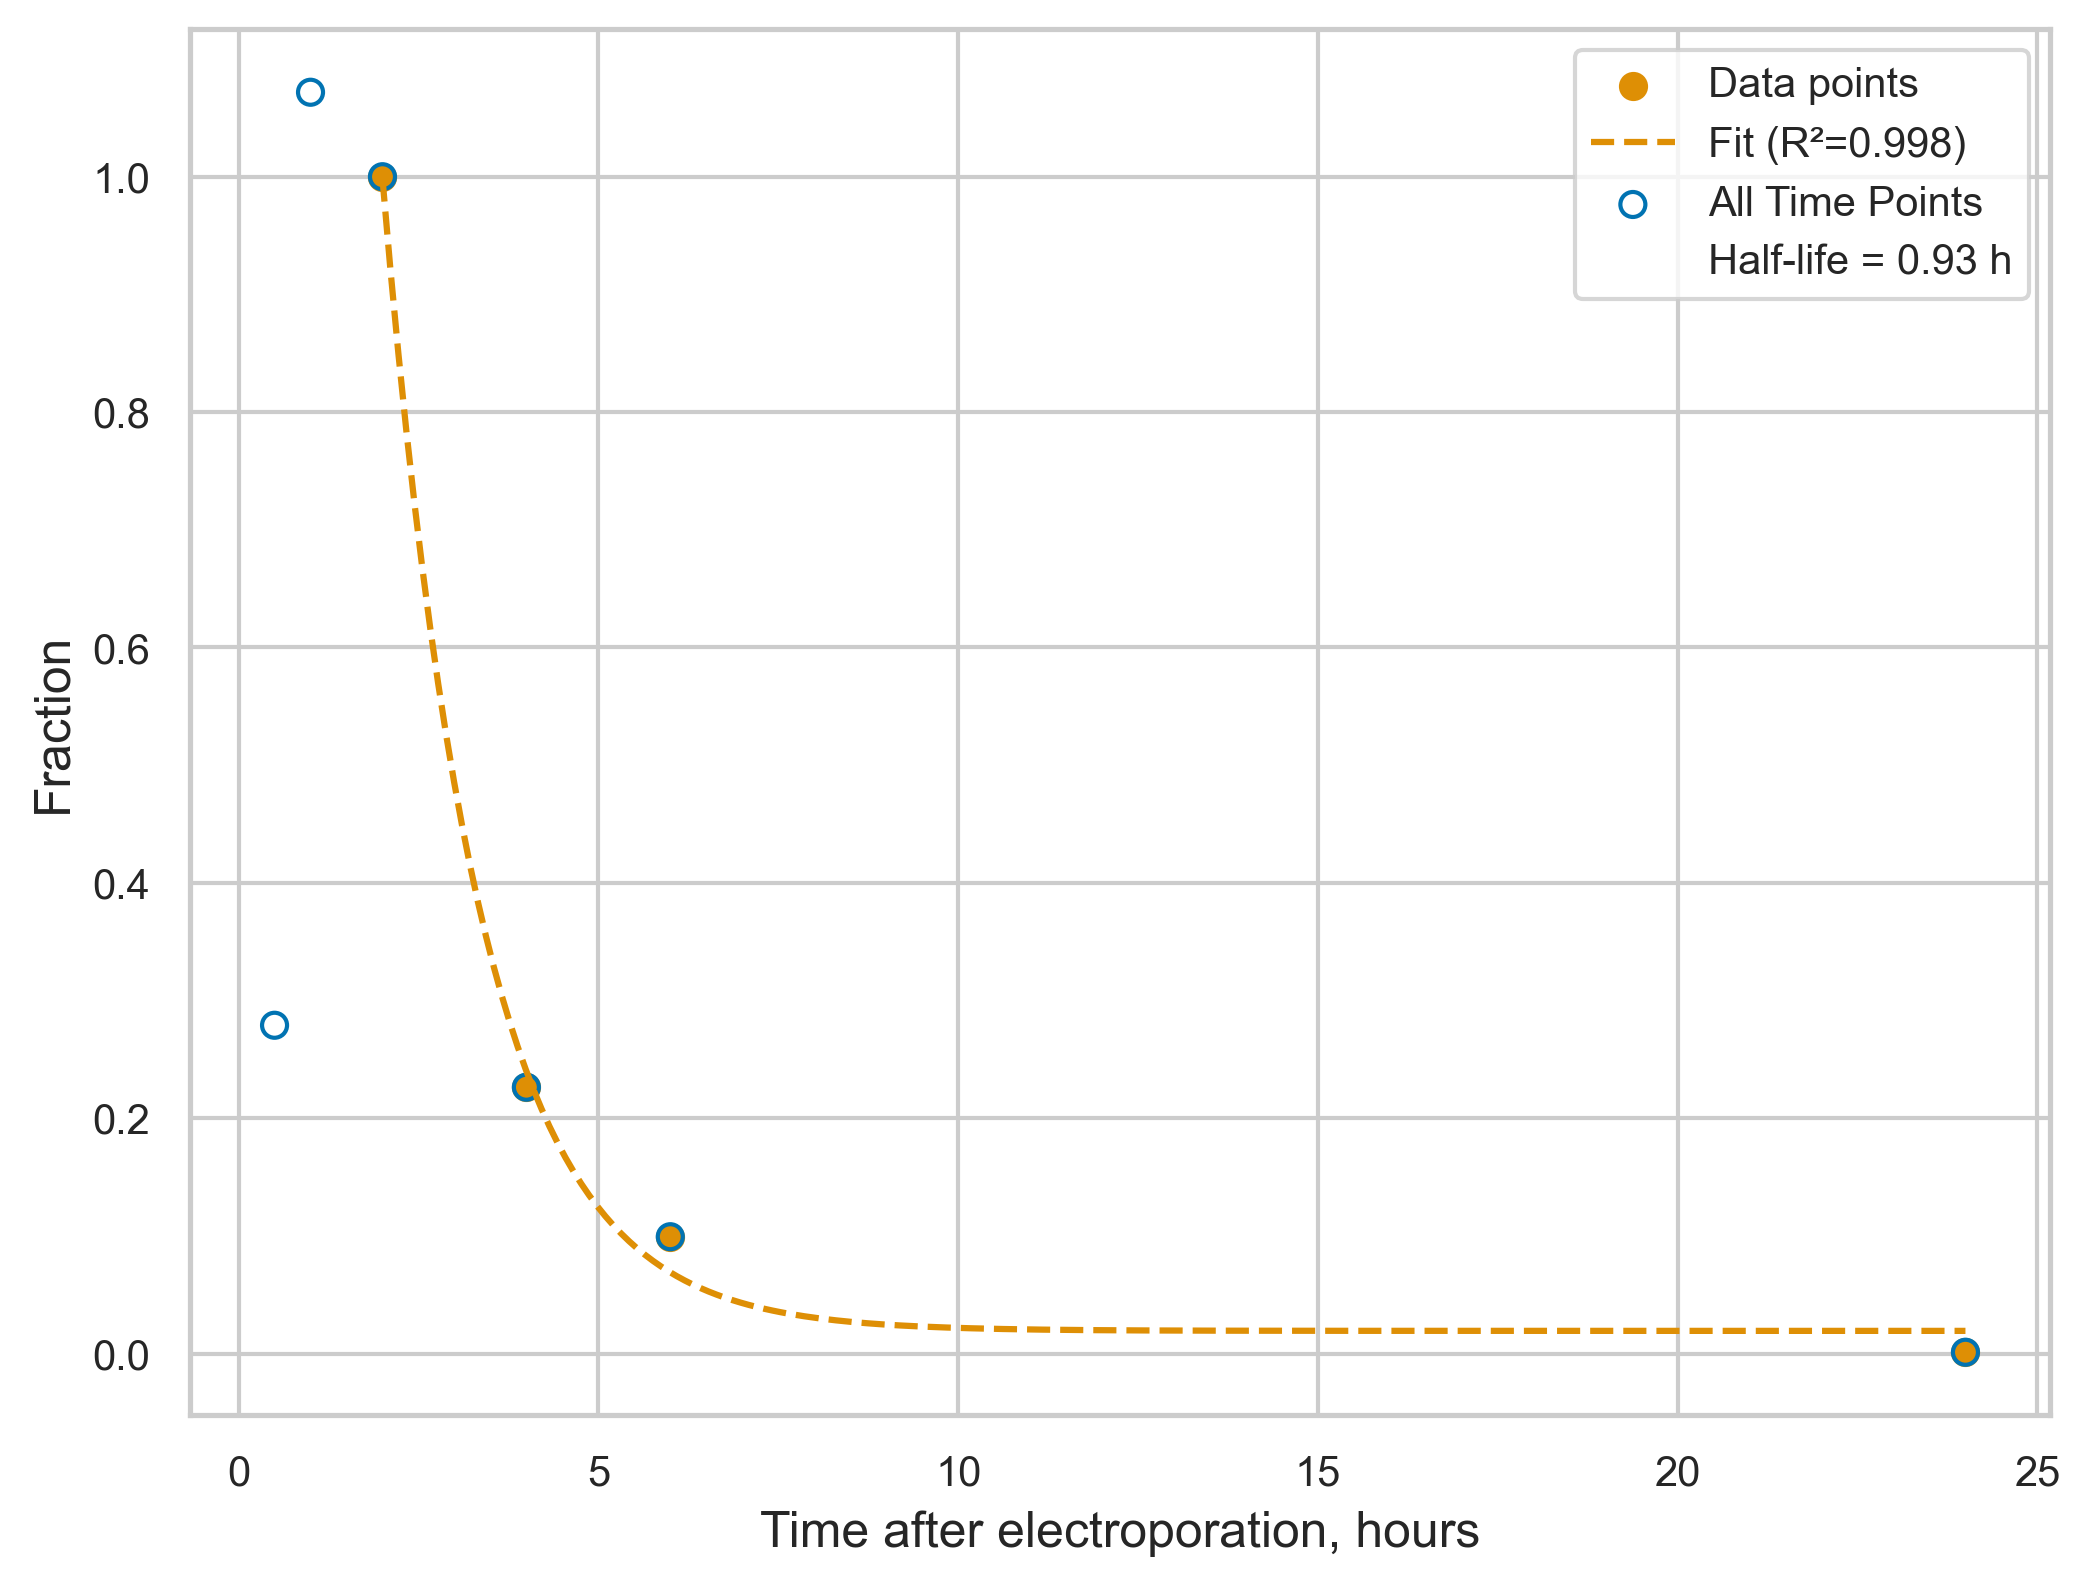 Data points
Fit (R²=0.998)
All Time Points
Half-life = 0.93 h
1.0
0.8
0.6
0.4
0.2
0.0
Fraction
0 5 10 15 20 25
Time after electroporation, hours